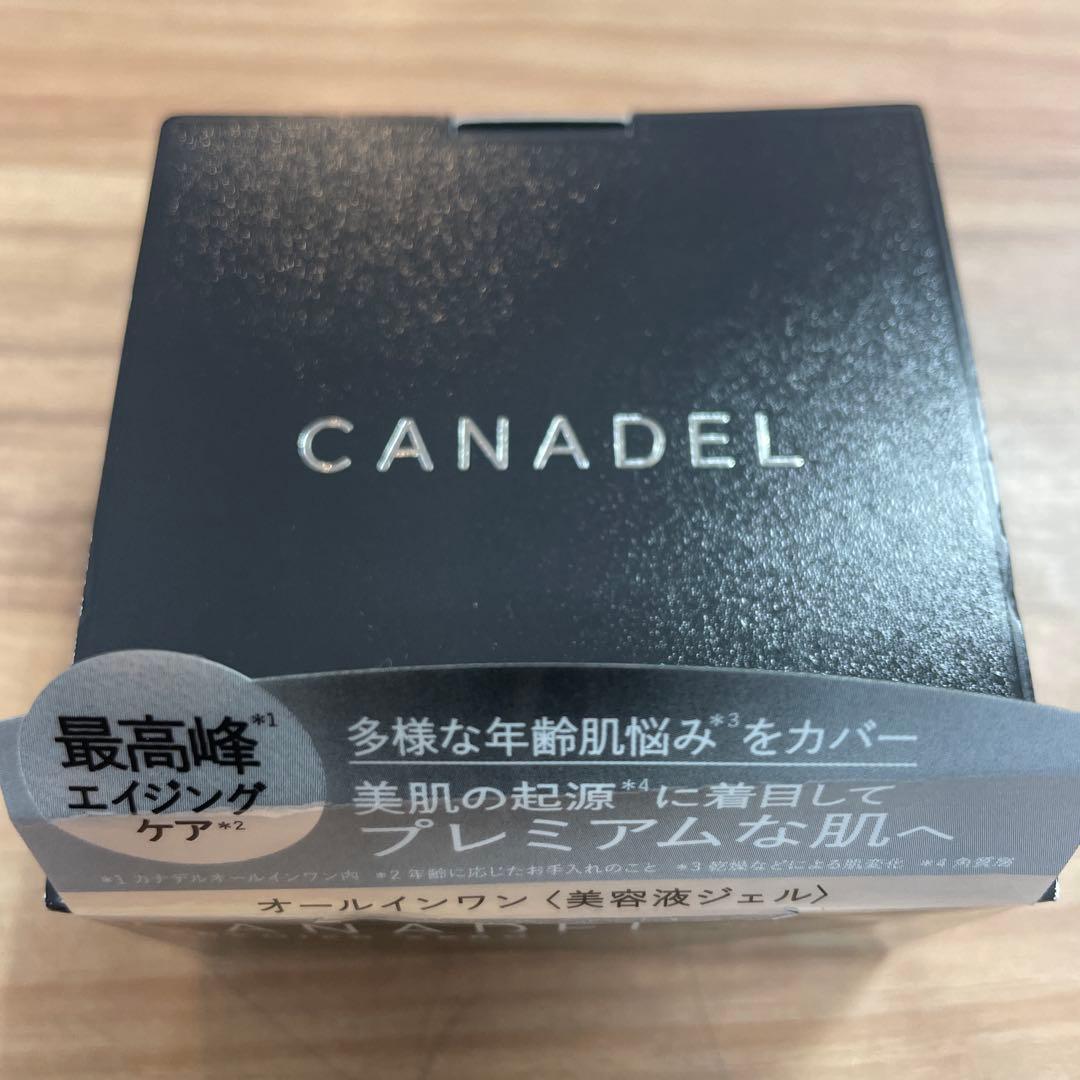 CANADEL
最高峰*1
エイジング
ケア*2
多様な年齢肌悩み*3をカバー
美肌の起源*4に着目して
プレミアムな肌へ
*1 カナデルオールインワン内 *2 年齢に応じたお手入れのこと *3 乾燥などによる肌変化 *4 角質層
オールインワン〈美容液ジェル〉